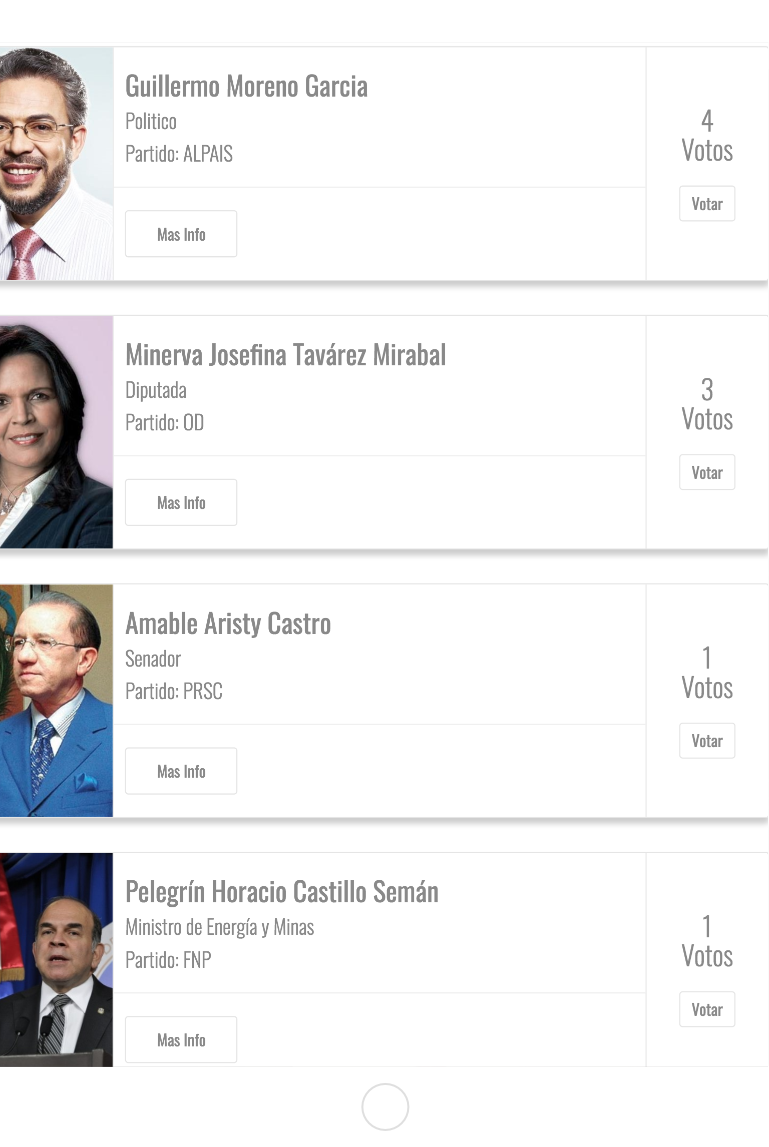 Guillermo Moreno Garcia
Politico
Partido: ALPAIS
4
Votos
Votar
Mas Info
Minerva Josefina Tavárez Mirabal
Diputada
Partido: OD
3
Votos
Votar
Mas Info
Amable Aristy Castro
Senador
Partido: PRSC
1
Votos
Votar
Mas Info
Pelegrín Horacio Castillo Semán
Ministro de Energía y Minas
Partido: FNP
1
Votos
Votar
Mas Info